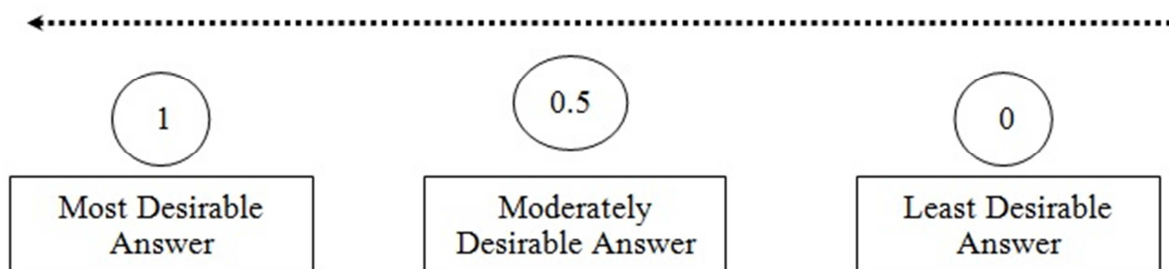 1
0.5
0
Most Desirable
Answer
Moderately
Desirable Answer
Least Desirable
Answer